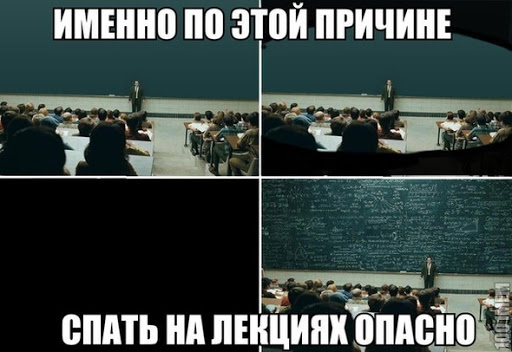 ИМЕННО ПО ЭТОЙ ПРИЧИНЕ
СПАТЬ НА ЛЕКЦИЯХ ОПАСНО